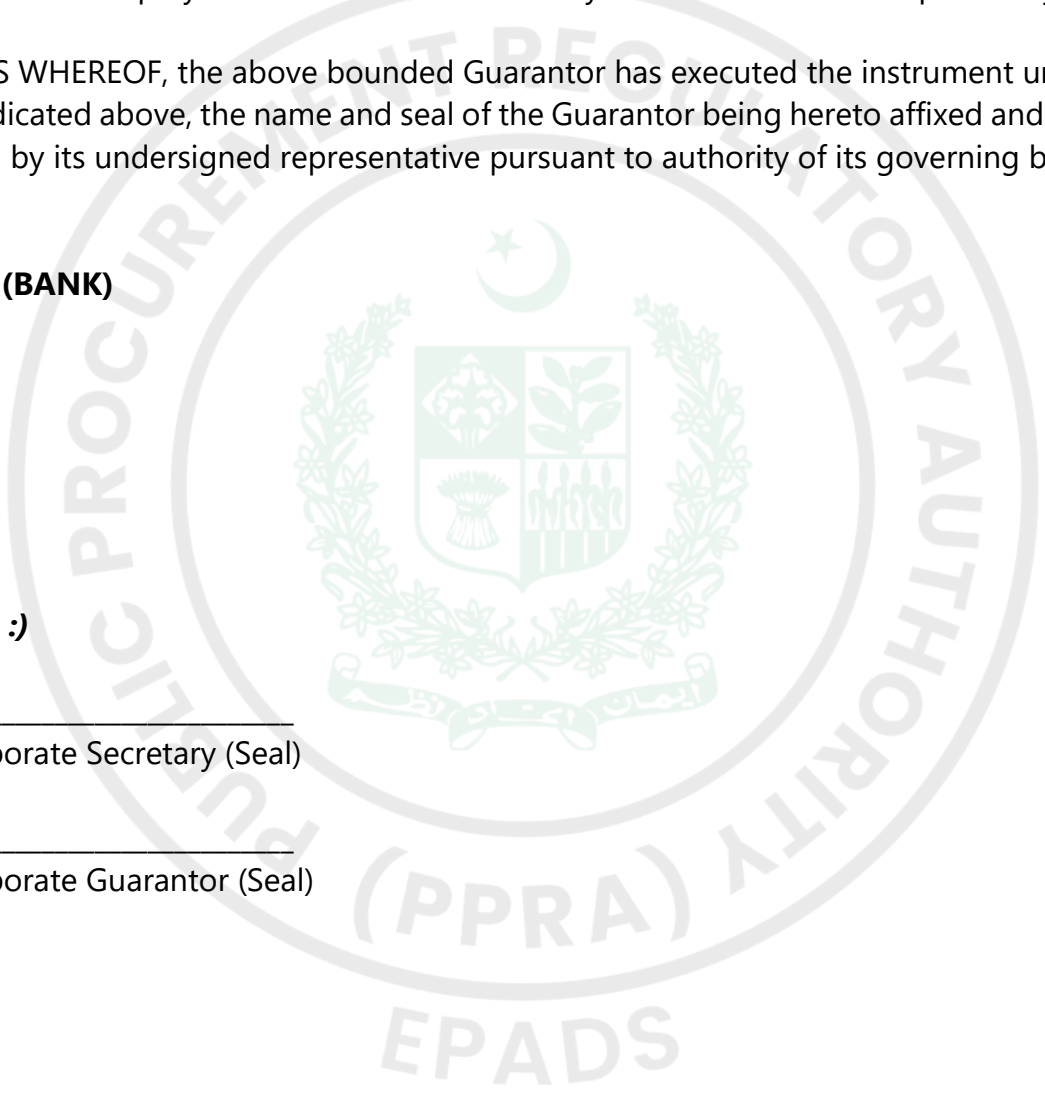 S WHEREOF, the above bounded Guarantor has executed the instrument u
dicated above, the name and seal of the Guarantor being hereto affixed and
by its undersigned representative pursuant to authority of its governing b
(BANK)
:)
_____________________
porate Secretary (Seal)
_____________________
porate Guarantor (Seal)
PUBLIC PROCUREMENT REGULATORY AUTHORITY
(PPRA)
EPADS